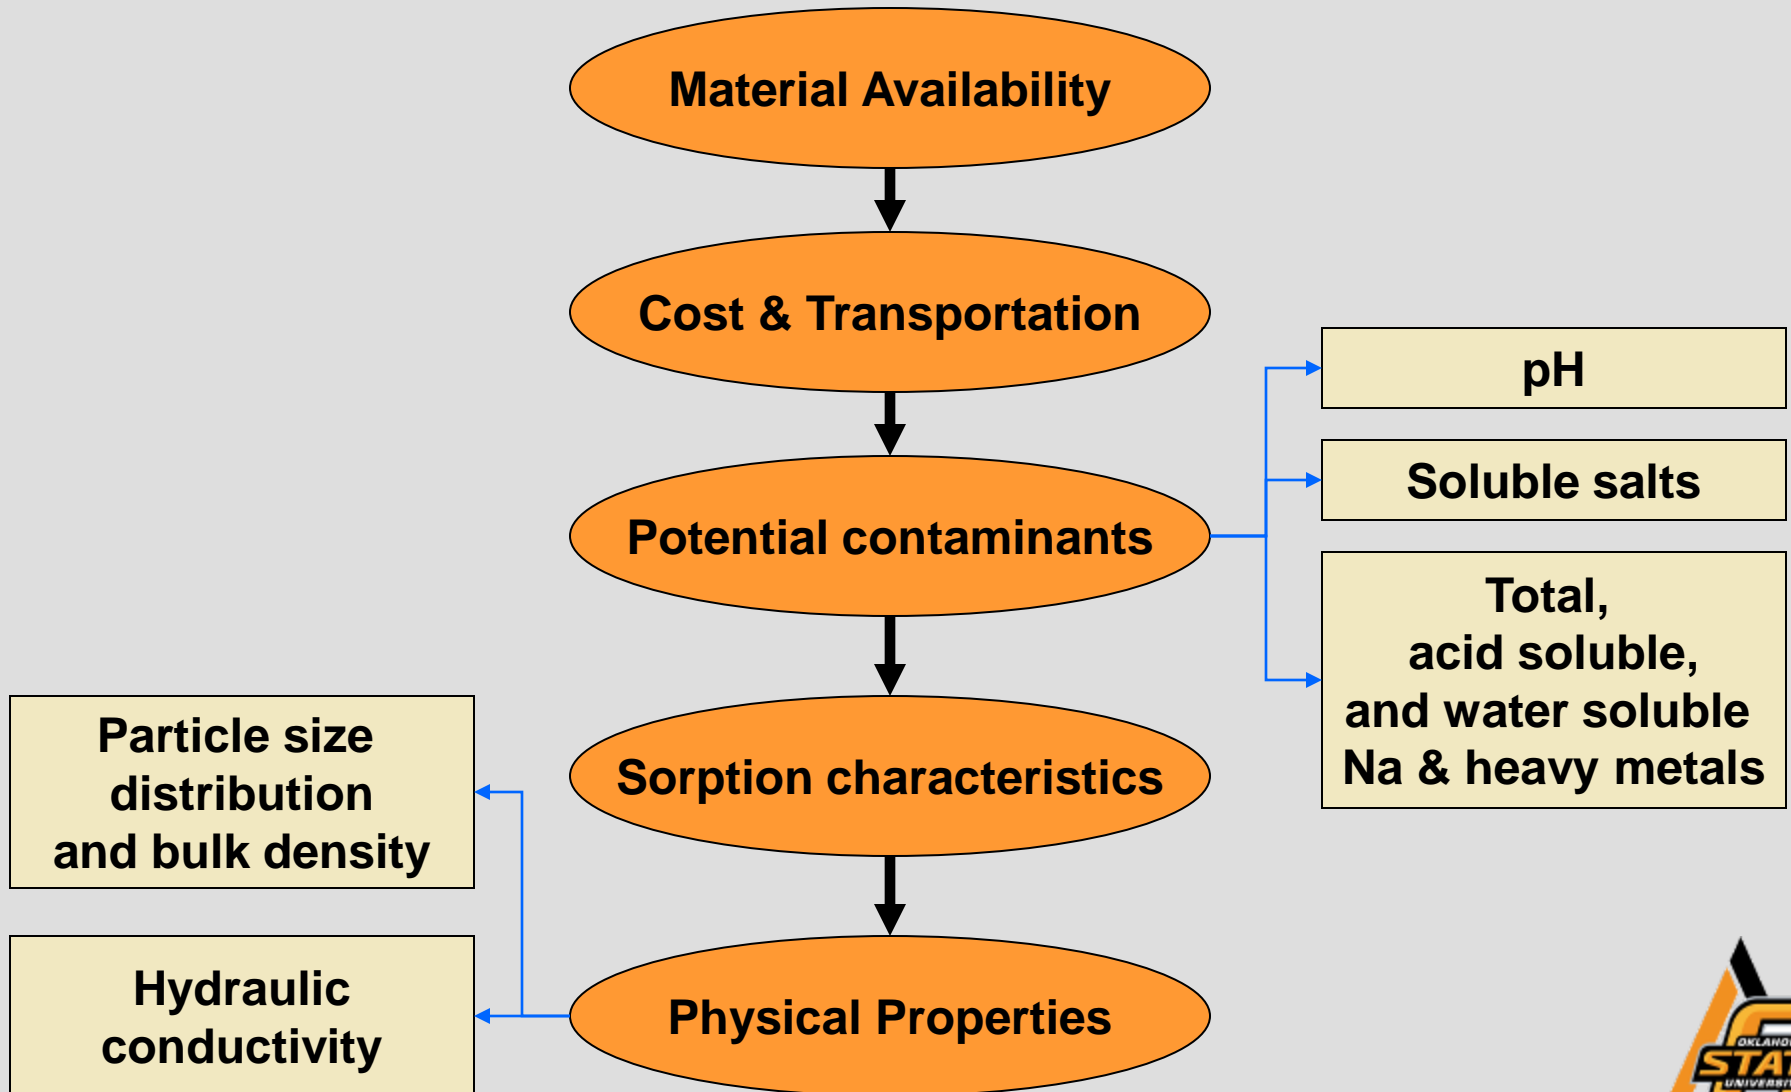 Material Availability
Cost & Transportation
pH
Soluble salts
Potential contaminants
Total,
acid soluble,
and water soluble
Na & heavy metals
Particle size
distribution
and bulk density
Sorption characteristics
Hydraulic
conductivity
Physical Properties